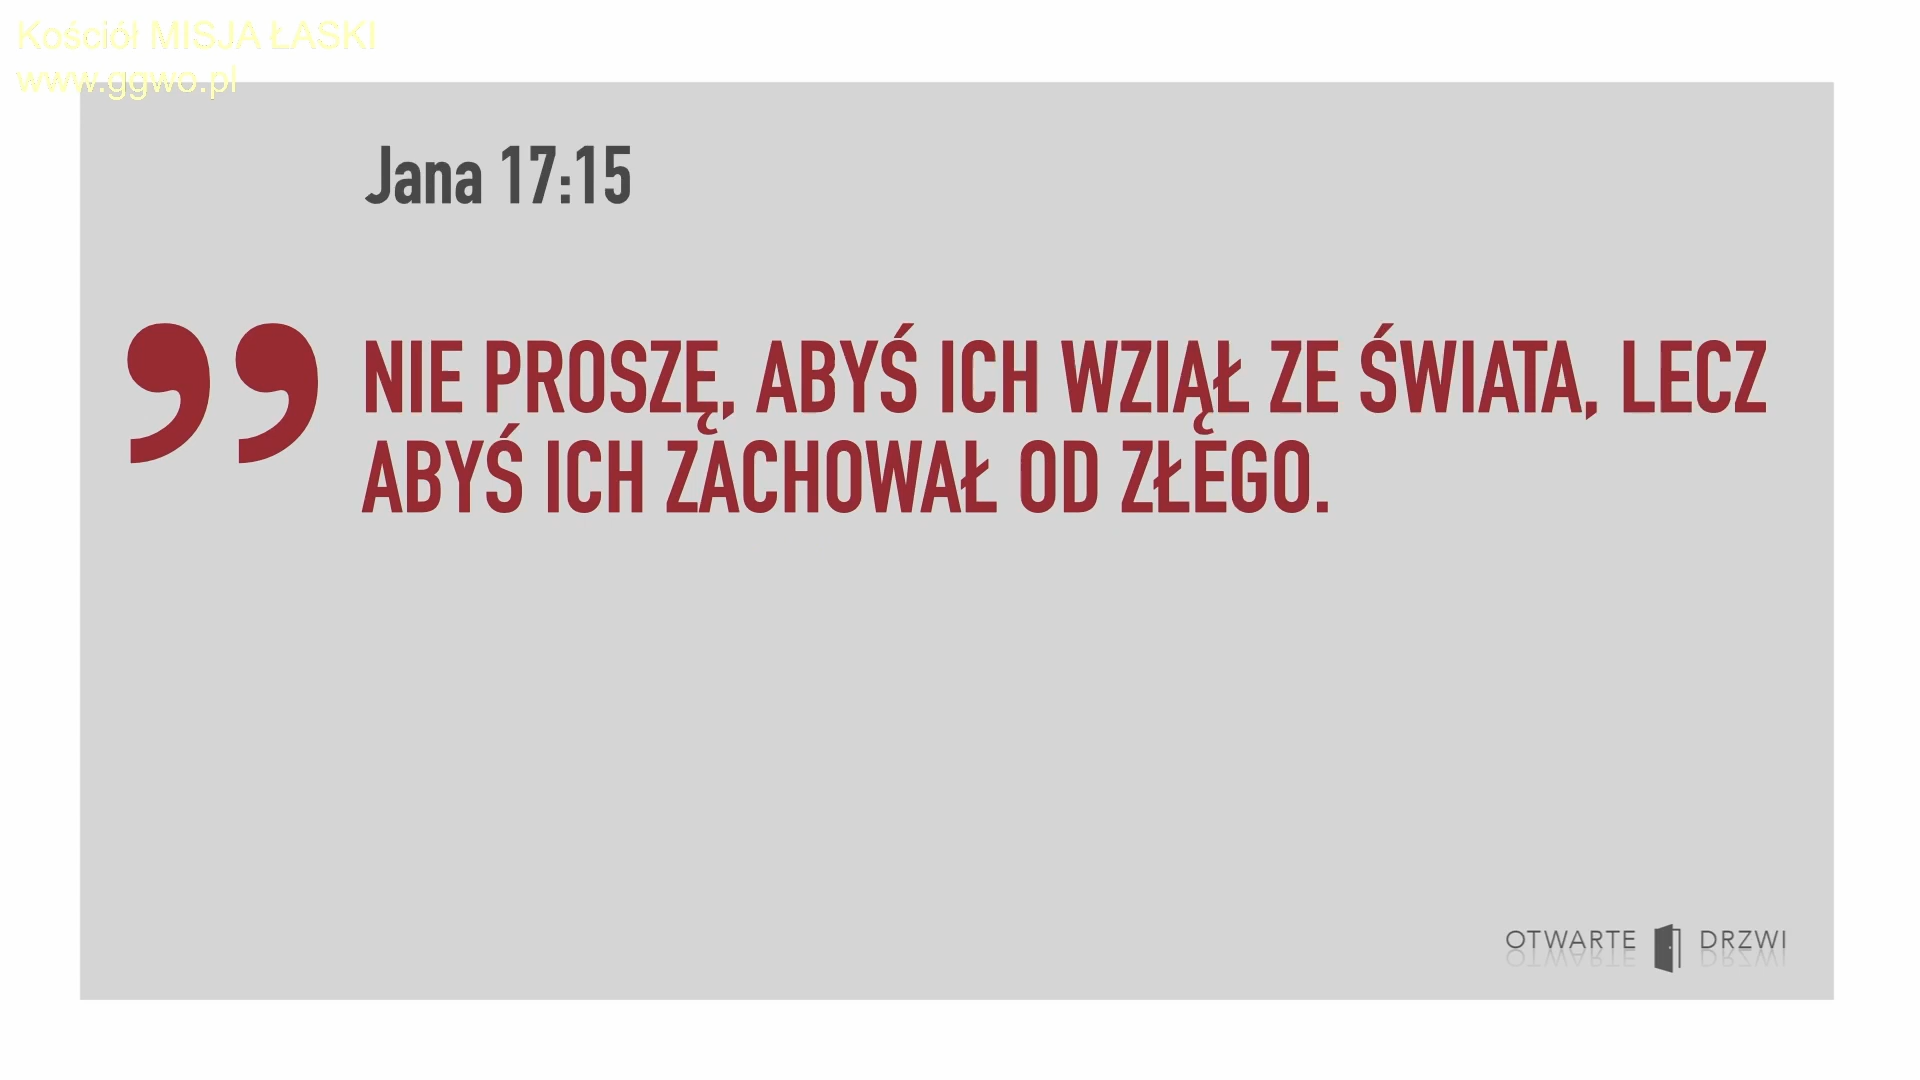 Kościół MISJA ŁASKI
www.ggwo.pl
Jana 17:15
” NIE PROSZĘ, ABYŚ ICH WZIĄŁ ZE ŚWIATA, LECZ
ABYŚ ICH ZACHOWAŁ OD ZŁEGO.
OTWARTE DRZWI